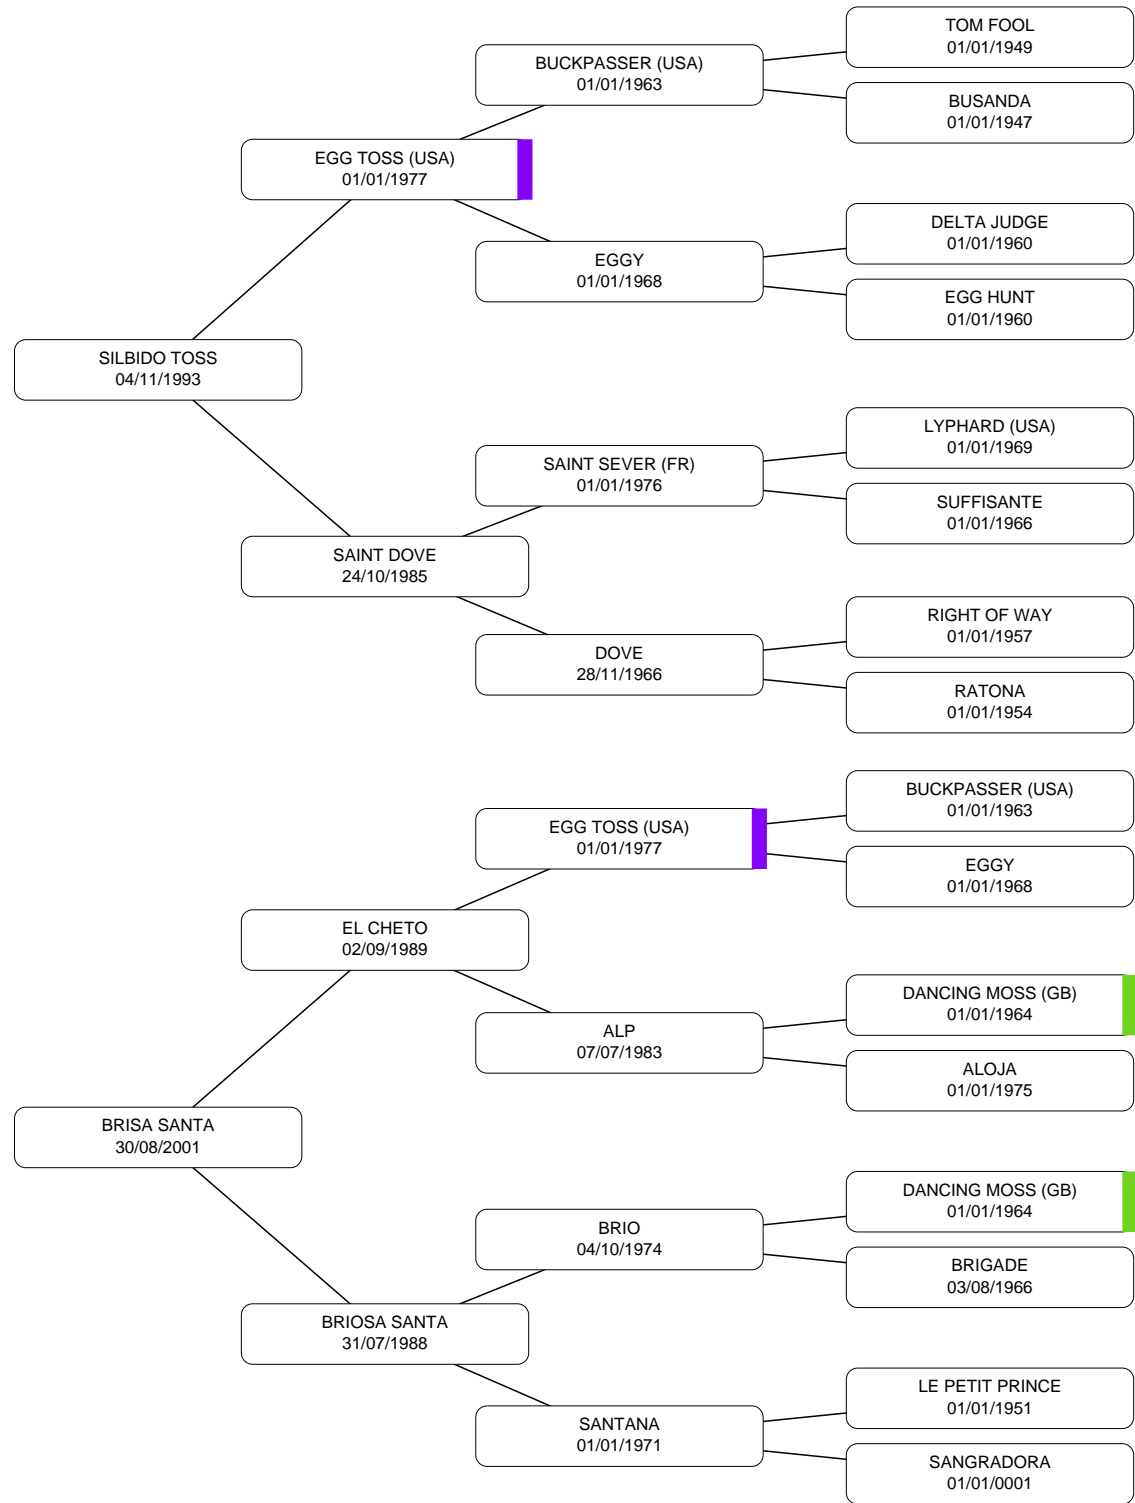 TOM FOOL
01/01/1949
BUCKPASSER (USA)
01/01/1963
BUSANDA
01/01/1947
EGG TOSS (USA)
01/01/1977
DELTA JUDGE
01/01/1960
EGGY
01/01/1968
EGG HUNT
01/01/1960
SILBIDO TOSS
04/11/1993
LYPHARD (USA)
01/01/1969
SAINT SEVER (FR)
01/01/1976
SUFFISANTE
01/01/1966
SAINT DOVE
24/10/1985
RIGHT OF WAY
01/01/1957
DOVE
28/11/1966
RATONA
01/01/1954
BUCKPASSER (USA)
01/01/1963
EGG TOSS (USA)
01/01/1977
EGGY
01/01/1968
EL CHETO
02/09/1989
DANCING MOSS (GB)
01/01/1964
ALP
07/07/1983
ALOJA
01/01/1975
BRISA SANTA
30/08/2001
DANCING MOSS (GB)
01/01/1964
BRIO
04/10/1974
BRIGADE
03/08/1966
BRIOSA SANTA
31/07/1988
LE PETIT PRINCE
01/01/1951
SANTANA
01/01/1971
SANGRADORA
01/01/0001